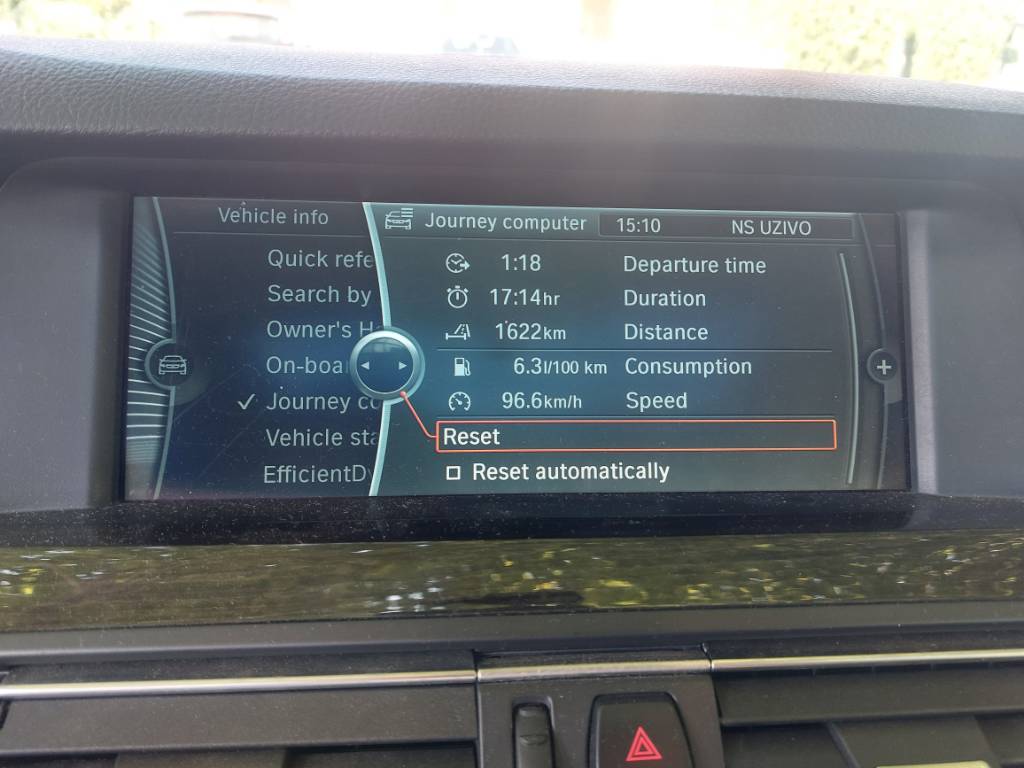 Vehicle info
Quick refe
Search by
Owner's H
On-boa
Journey co
Vehicle sta
EfficientDy
Journey computer 15:10 NS UZIVO
1:18 Departure time
17:14hr Duration
1622km Distance
6.3l/100 km Consumption
96.6km/h Speed
Reset
Reset automatically